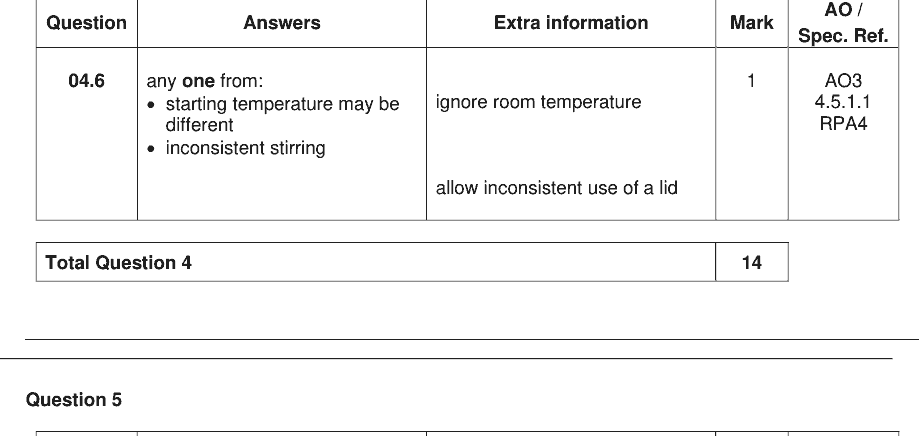 Question Answers Extra information Mark AO /
Spec. Ref.
04.6 any one from: 1 AO3
• starting temperature may be ignore room temperature 4.5.1.1
different RPA4
• inconsistent stirring
allow inconsistent use of a lid
Total Question 4 14
Question 5